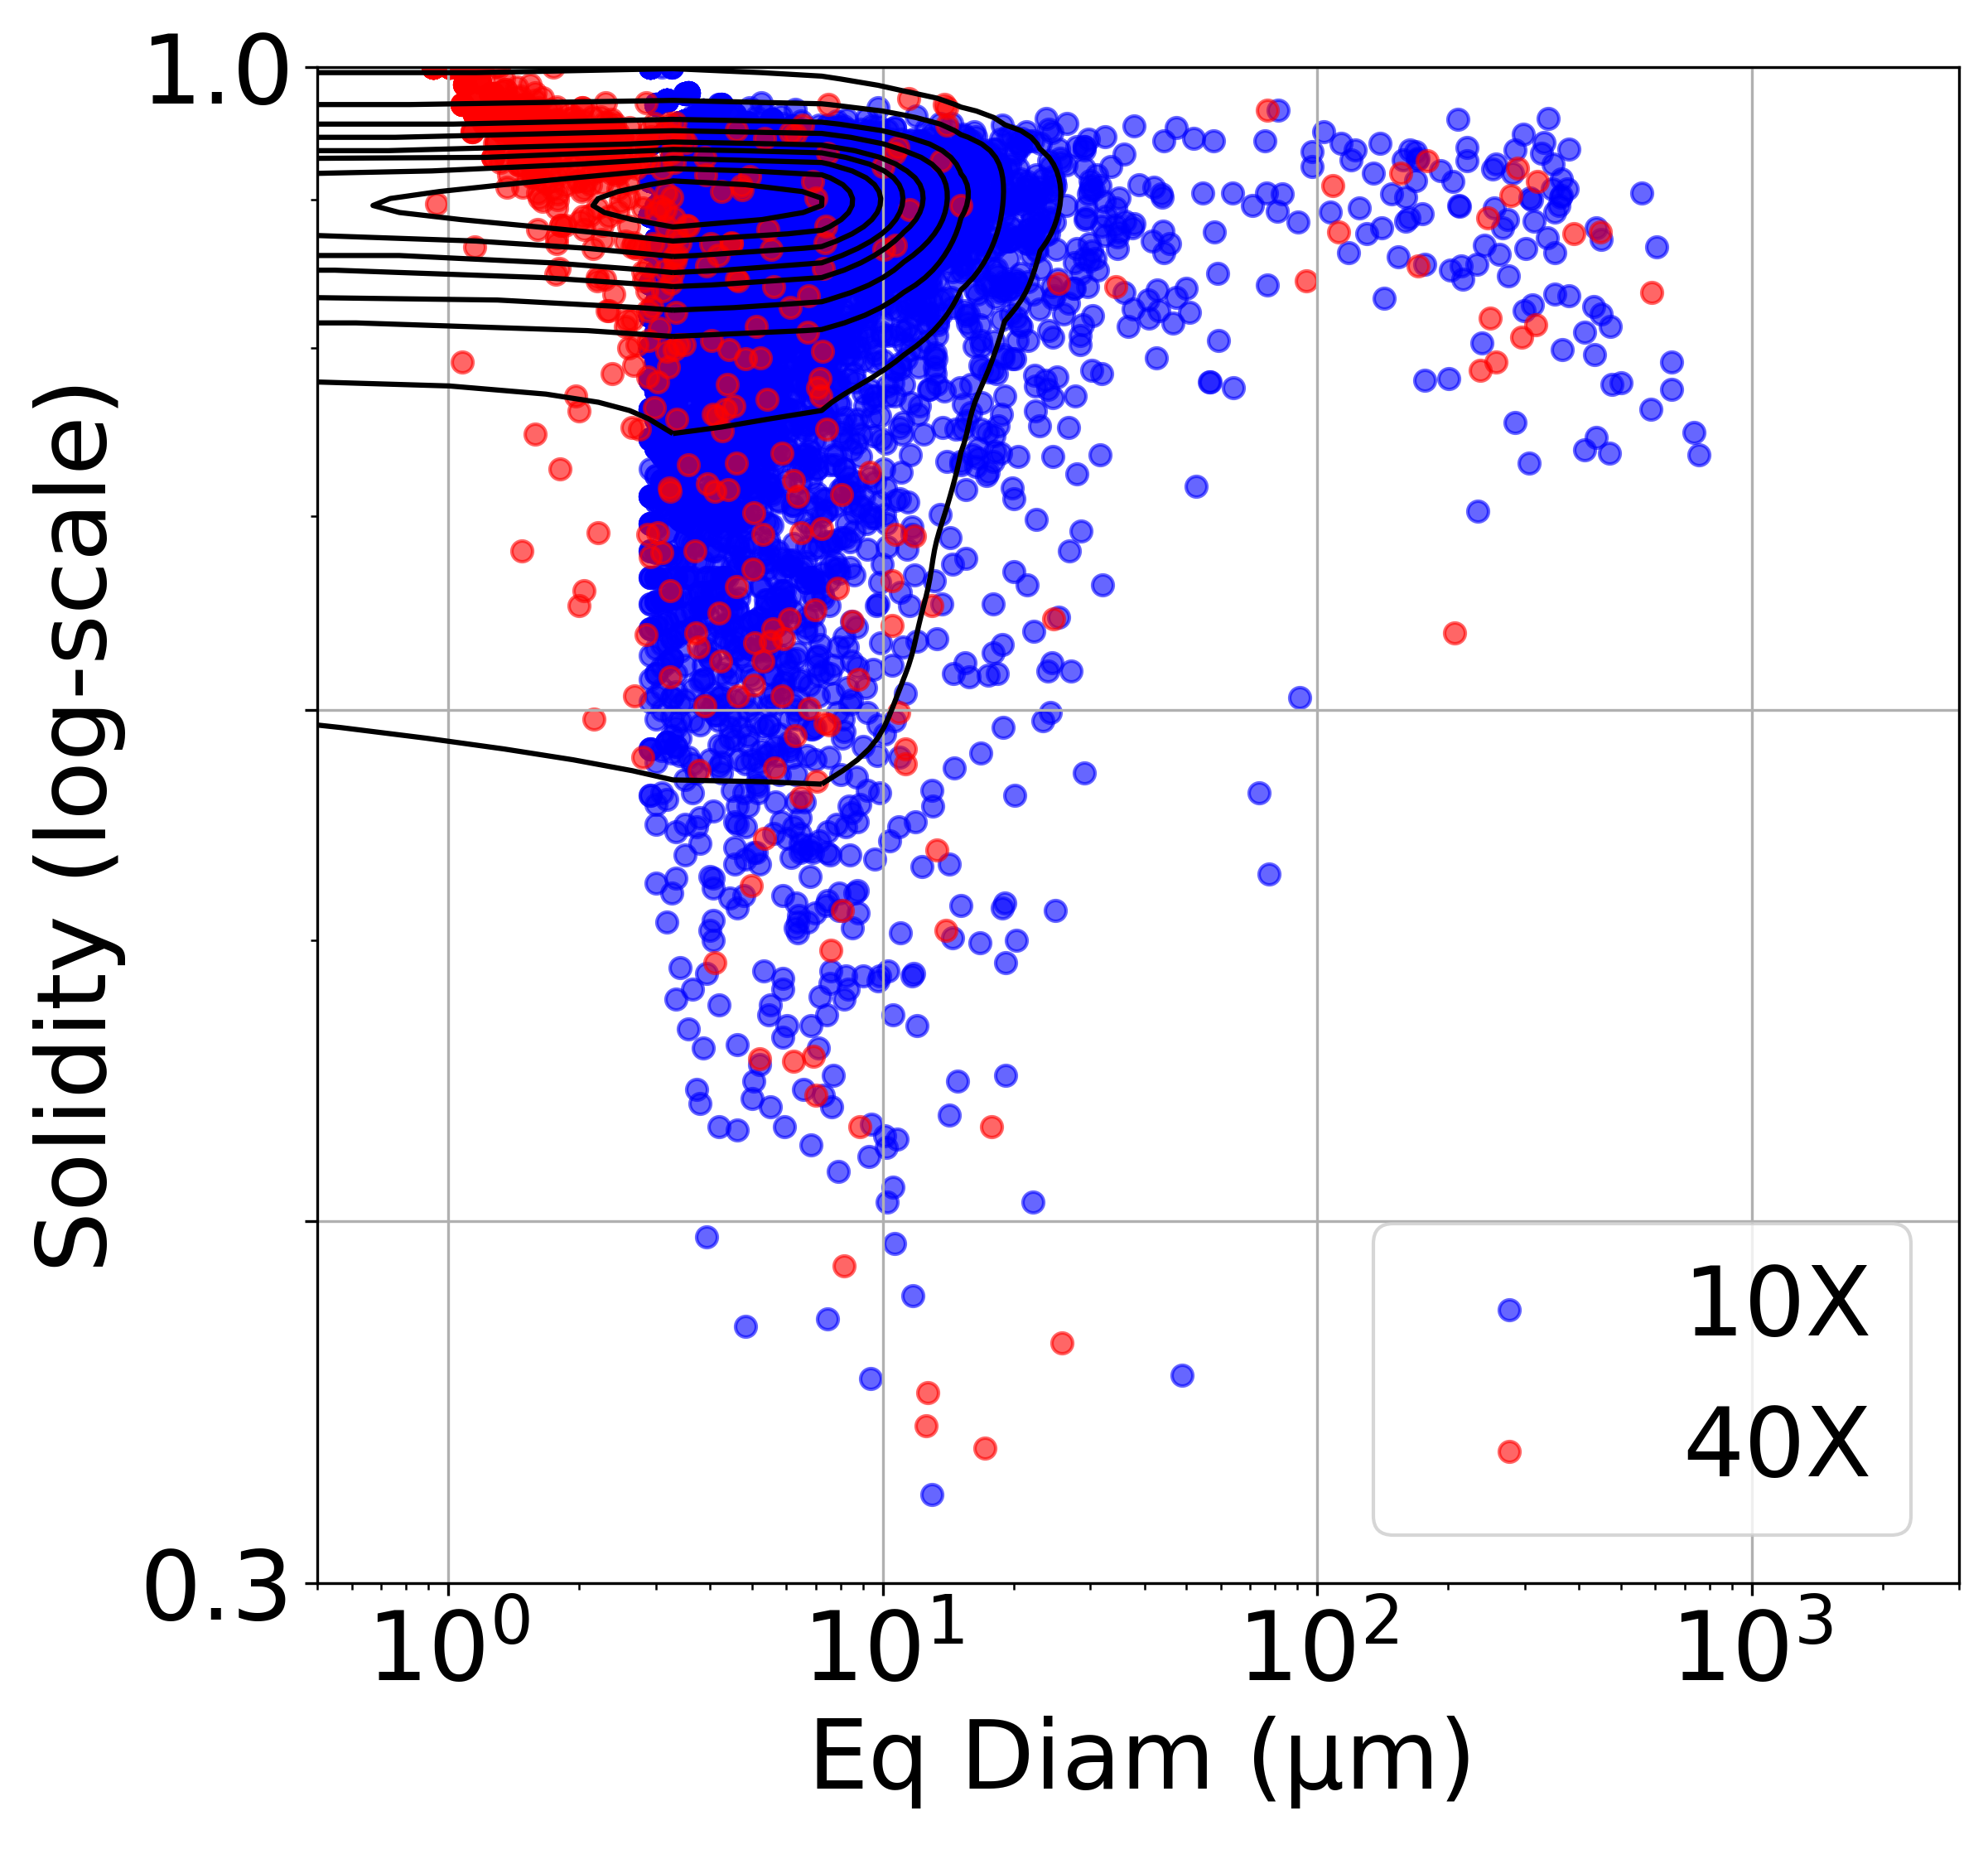 1.0
Solidity (log-scale)
0.3
10⁰ 10¹ 10² 10³
Eq Diam (μm)
10X
40X